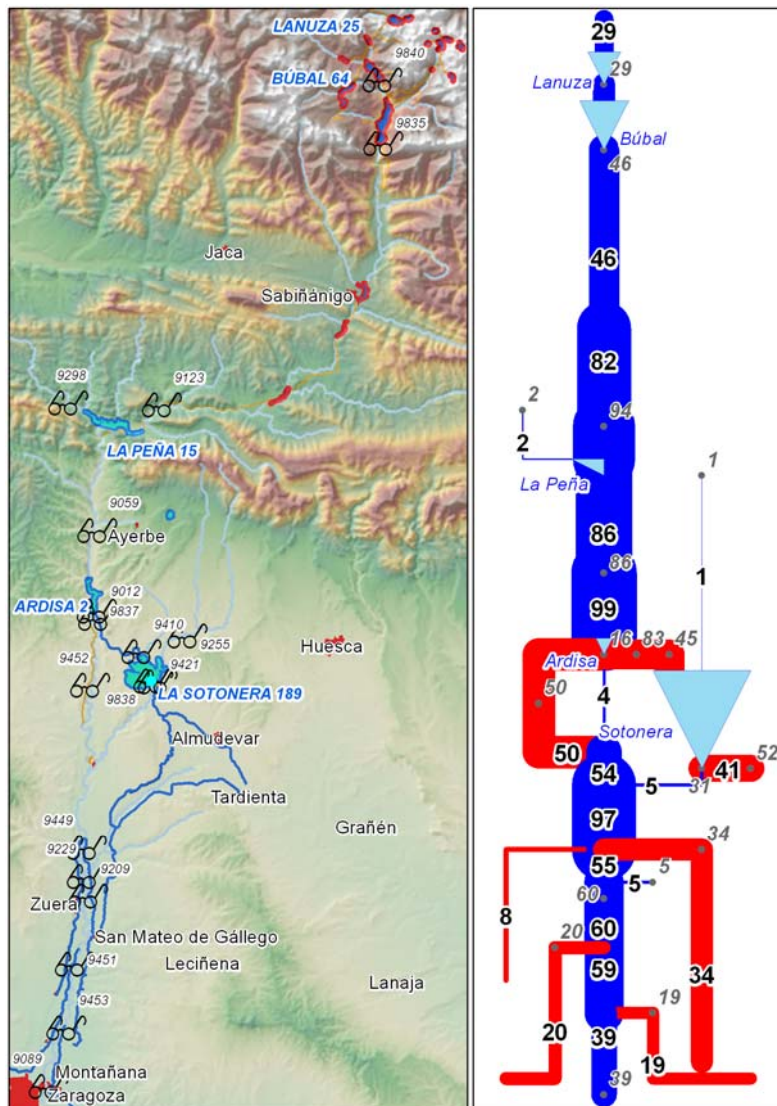 LANUZA 25
9840
BÚBAL 64
9835
Jaca
Sabiñánigo
9298
9123
LA PEÑA 15
9059
Ayerbe
9012
ARDISA 2
9837
9410
9255
Huesca
9452
9421
9838
LA SOTONERA 189
Almudevar
Tardienta
9449
Grañén
9229
9209
Zuera
San Mateo de Gállego
9451
Leciñena
Lanaja
9453
9089
Montañana
Zaragoza
29
29
Lanuza
Búbal
46
46
82
2
94
2
La Peña
1
86
86
1
99
16
83
45
Ardisa
50
4
Sotonera
50
54
41
52
5
31
97
34
55
5
5
60
8
60
20
59
34
19
20
39
19
39